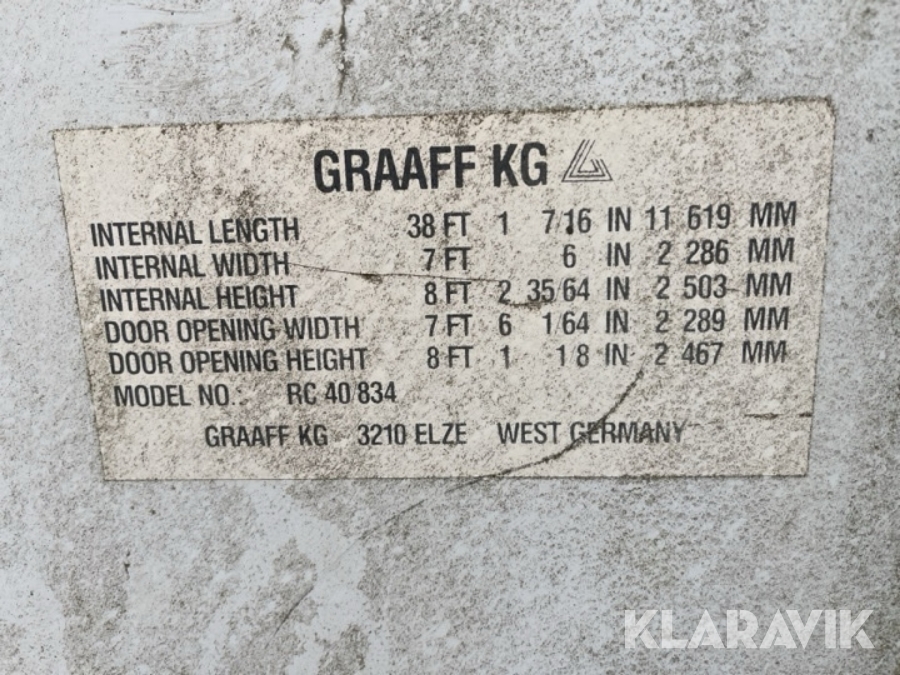 GRAAFF KG
INTERNAL LENGTH 38 FT 1 7/16 IN 11 619 MM
INTERNAL WIDTH 7 FT 6 IN 2 286 MM
INTERNAL HEIGHT 8 FT 2 35/64 IN 2 503 MM
DOOR OPENING WIDTH 7 FT 6 1/64 IN 2 289 MM
DOOR OPENING HEIGHT 8 FT 1 1/8 IN 2 467 MM
MODEL NO.: RC 40/834
GRAAFF KG 3210 ELZE WEST GERMANY
KLARAVIK